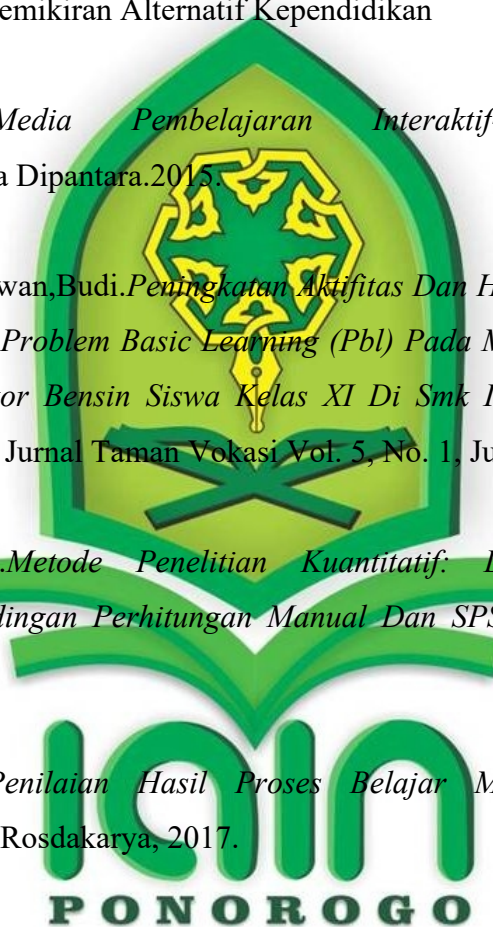 emikiran Alternatif Kependidikan
Media Pembelajaran Interaktif
a Dipantara.2015.
wan,Budi.Peningkatan Aktifitas Dan H
Problem Basic Learning (Pbl) Pada M
or Bensin Siswa Kelas XI Di Smk I
Jurnal Taman Vokasi Vol. 5, No. 1, Ju
.Metode Penelitian Kuantitatif:
dingan Perhitungan Manual Dan SPS
Penilaian Hasil Proses Belajar M
Rosdakarya, 2017.
iain
PONOROGO